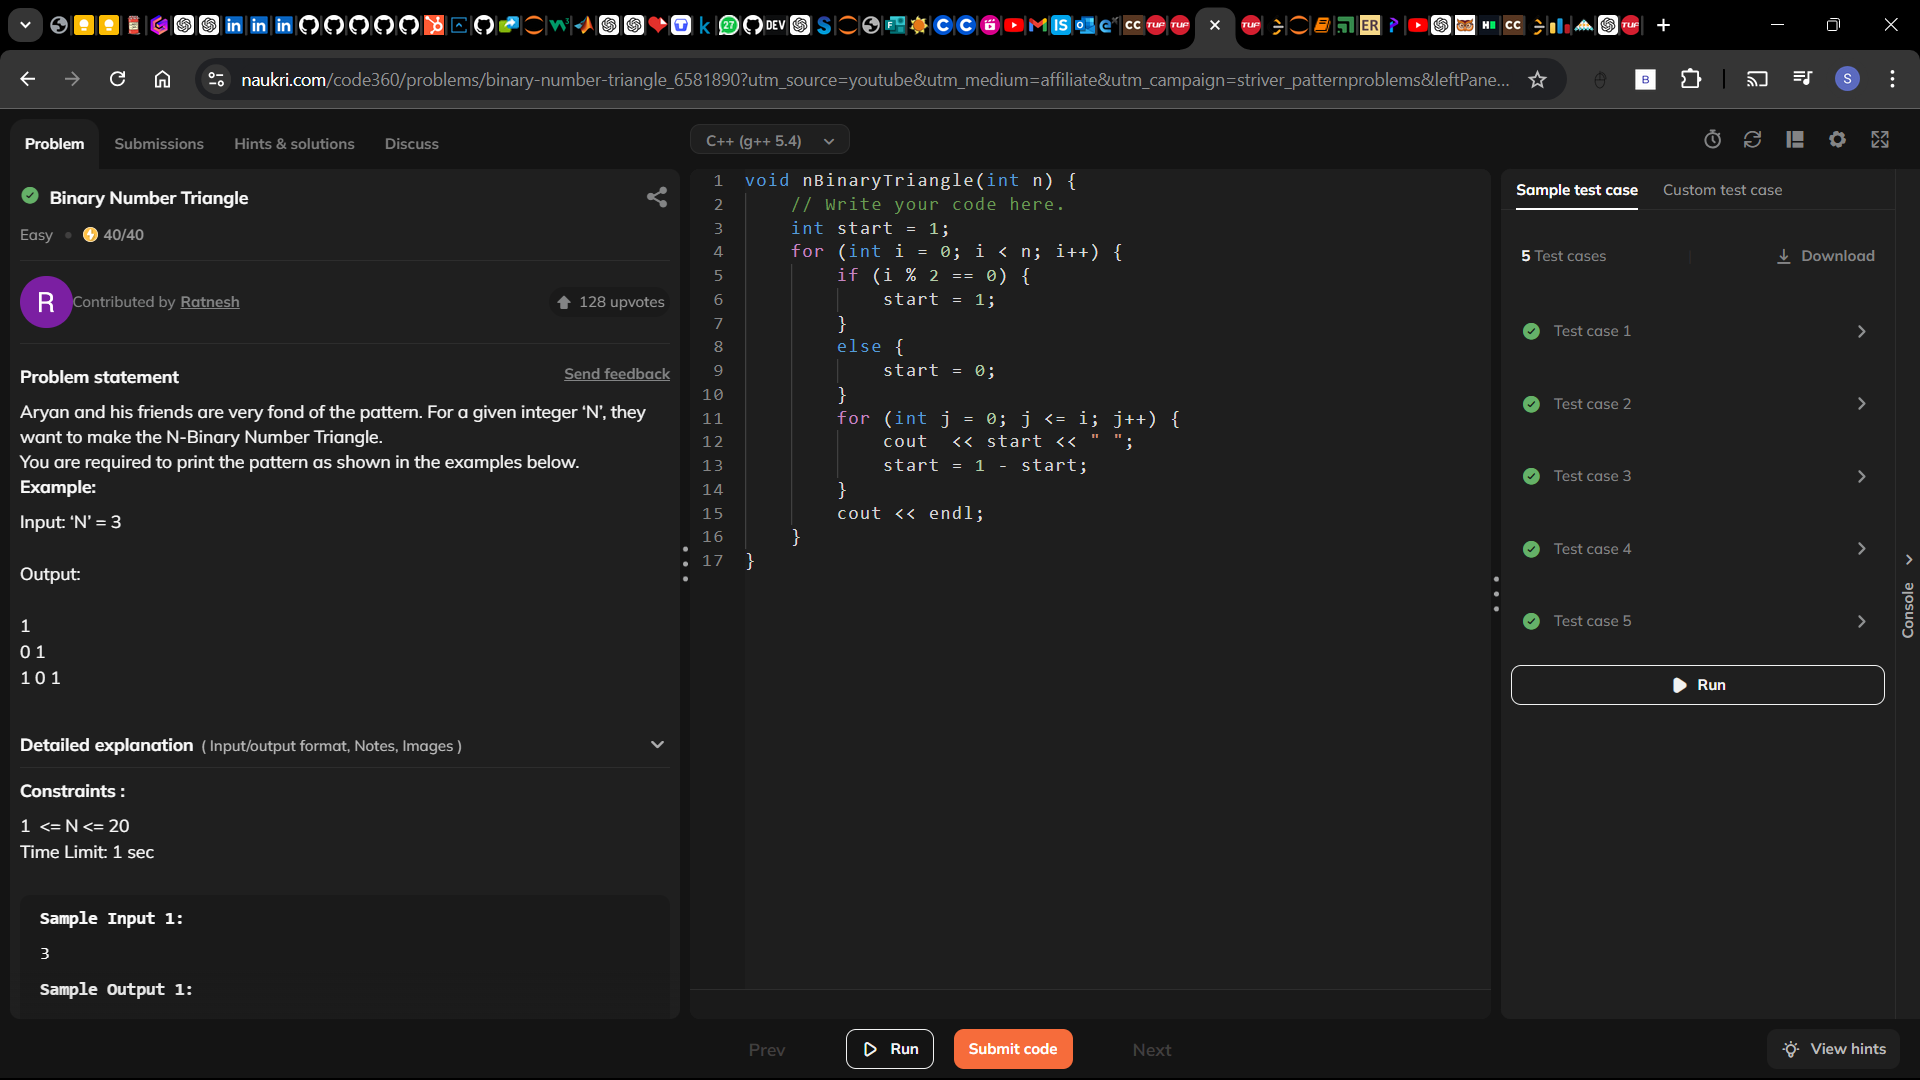 naukri.com/code360/problems/binary-number-triangle_6581890?utm_source=youtube&utm_medium=affiliate&utm_campaign=striver_patternproblems&leftPane...
B
S
Problem
Submissions
Hints & solutions
Discuss
Binary Number Triangle
Easy
40/40
R
Contributed by Ratnesh
128 upvotes
Problem statement
Send feedback
Aryan and his friends are very fond of the pattern. For a given integer ‘N’, they
want to make the N-Binary Number Triangle.
You are required to print the pattern as shown in the examples below.
Example:
Input: ‘N’ = 3
Output:
1
0 1
1 0 1
Detailed explanation ( Input/output format, Notes, Images )
Constraints :
1 <= N <= 20
Time Limit: 1 sec
Sample Input 1:
3
Sample Output 1:
C++ (g++ 5.4)
1 void nBinaryTriangle(int n) {
2 // Write your code here.
3 int start = 1;
4 for (int i = 0; i < n; i++) {
5 if (i % 2 == 0) {
6 start = 1;
7 }
8 else {
9 start = 0;
10 }
11 for (int j = 0; j <= i; j++) {
12 cout  << start << " ";
13 start = 1 - start;
14 }
15 cout << endl;
16 }
17 }
Sample test case
Custom test case
5 Test cases
Download
Test case 1
Test case 2
Test case 3
Test case 4
Test case 5
Run
Console
Prev
Run
Submit code
Next
View hints